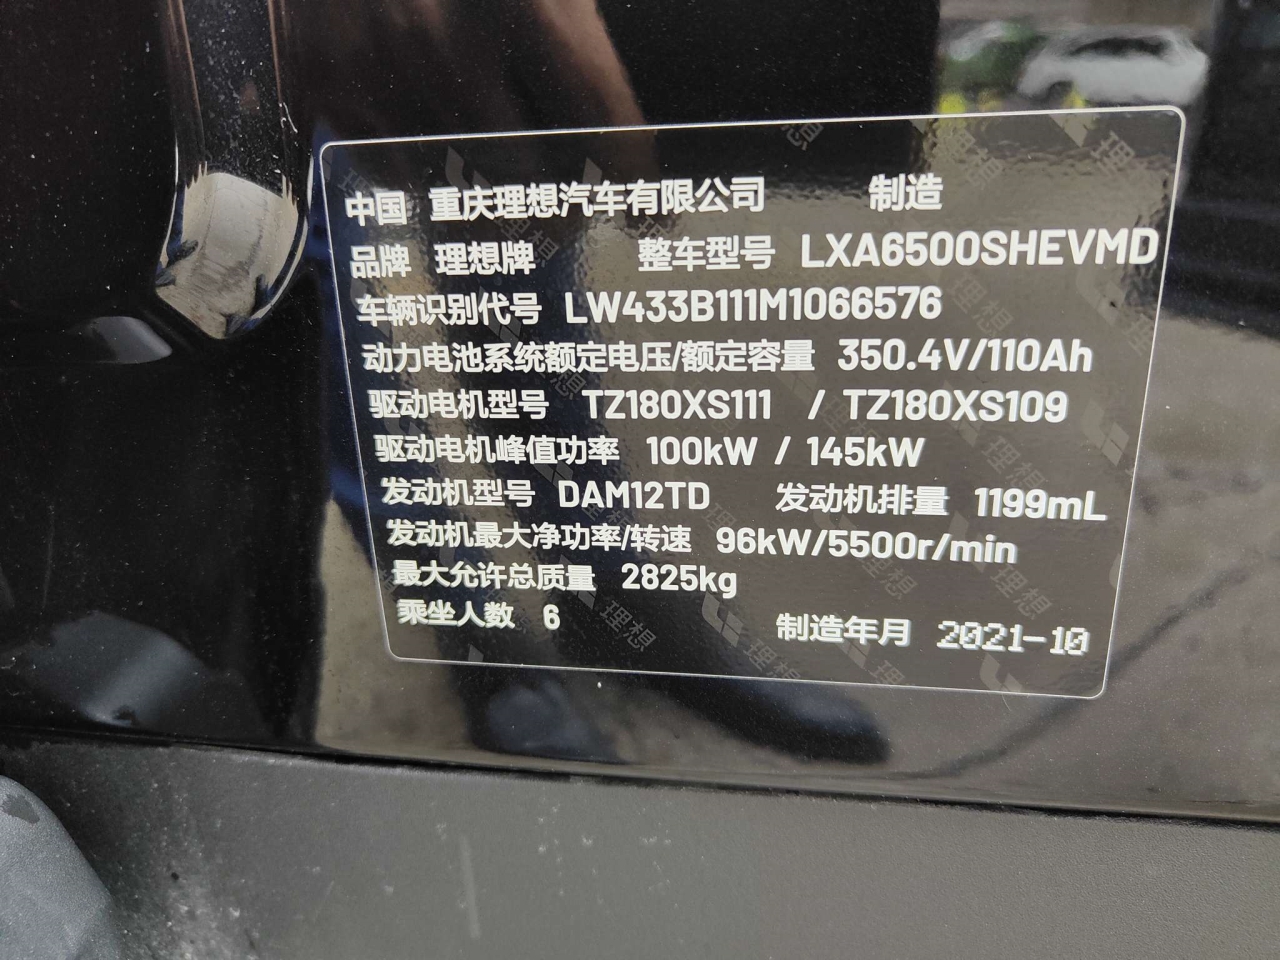 中国 重庆理想汽车有限公司 制造
品牌 理想牌 整车型号 LXA6500SHEVMD
车辆识别代号 LW433B111M1066576
动力电池系统额定电压/额定容量 350.4V/110Ah
驱动电机型号 TZ180XS111 / TZ180XS109
驱动电机峰值功率 100kW / 145kW
发动机型号 DAM12TD 发动机排量 1199mL
发动机最大净功率/转速 96kW/5500r/min
最大允许总质量 2825kg
乘坐人数 6 制造年月 2021-10